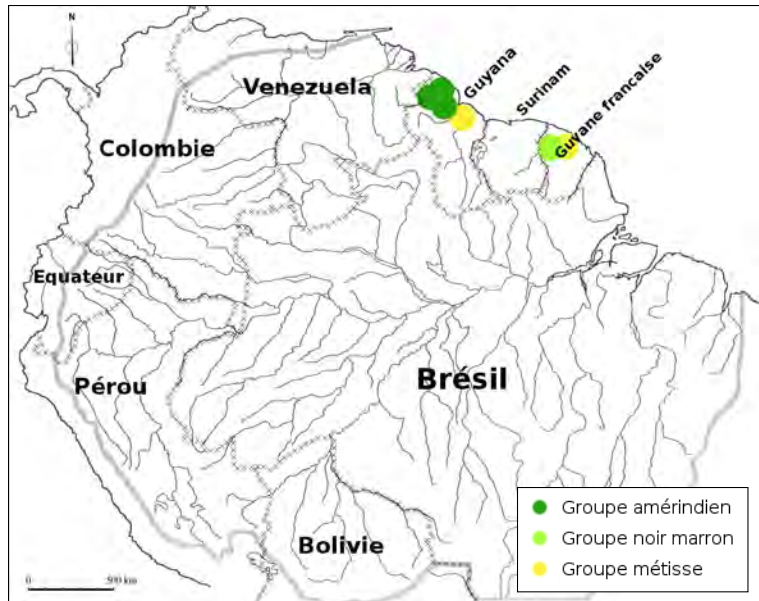 N
Venezuela
Guyana
Surinam
Guyane francaise
Colombie
Equateur
Pérou
Brésil
Bolivie
0 500 km
Groupe amérindien
Groupe noir marron
Groupe métisse